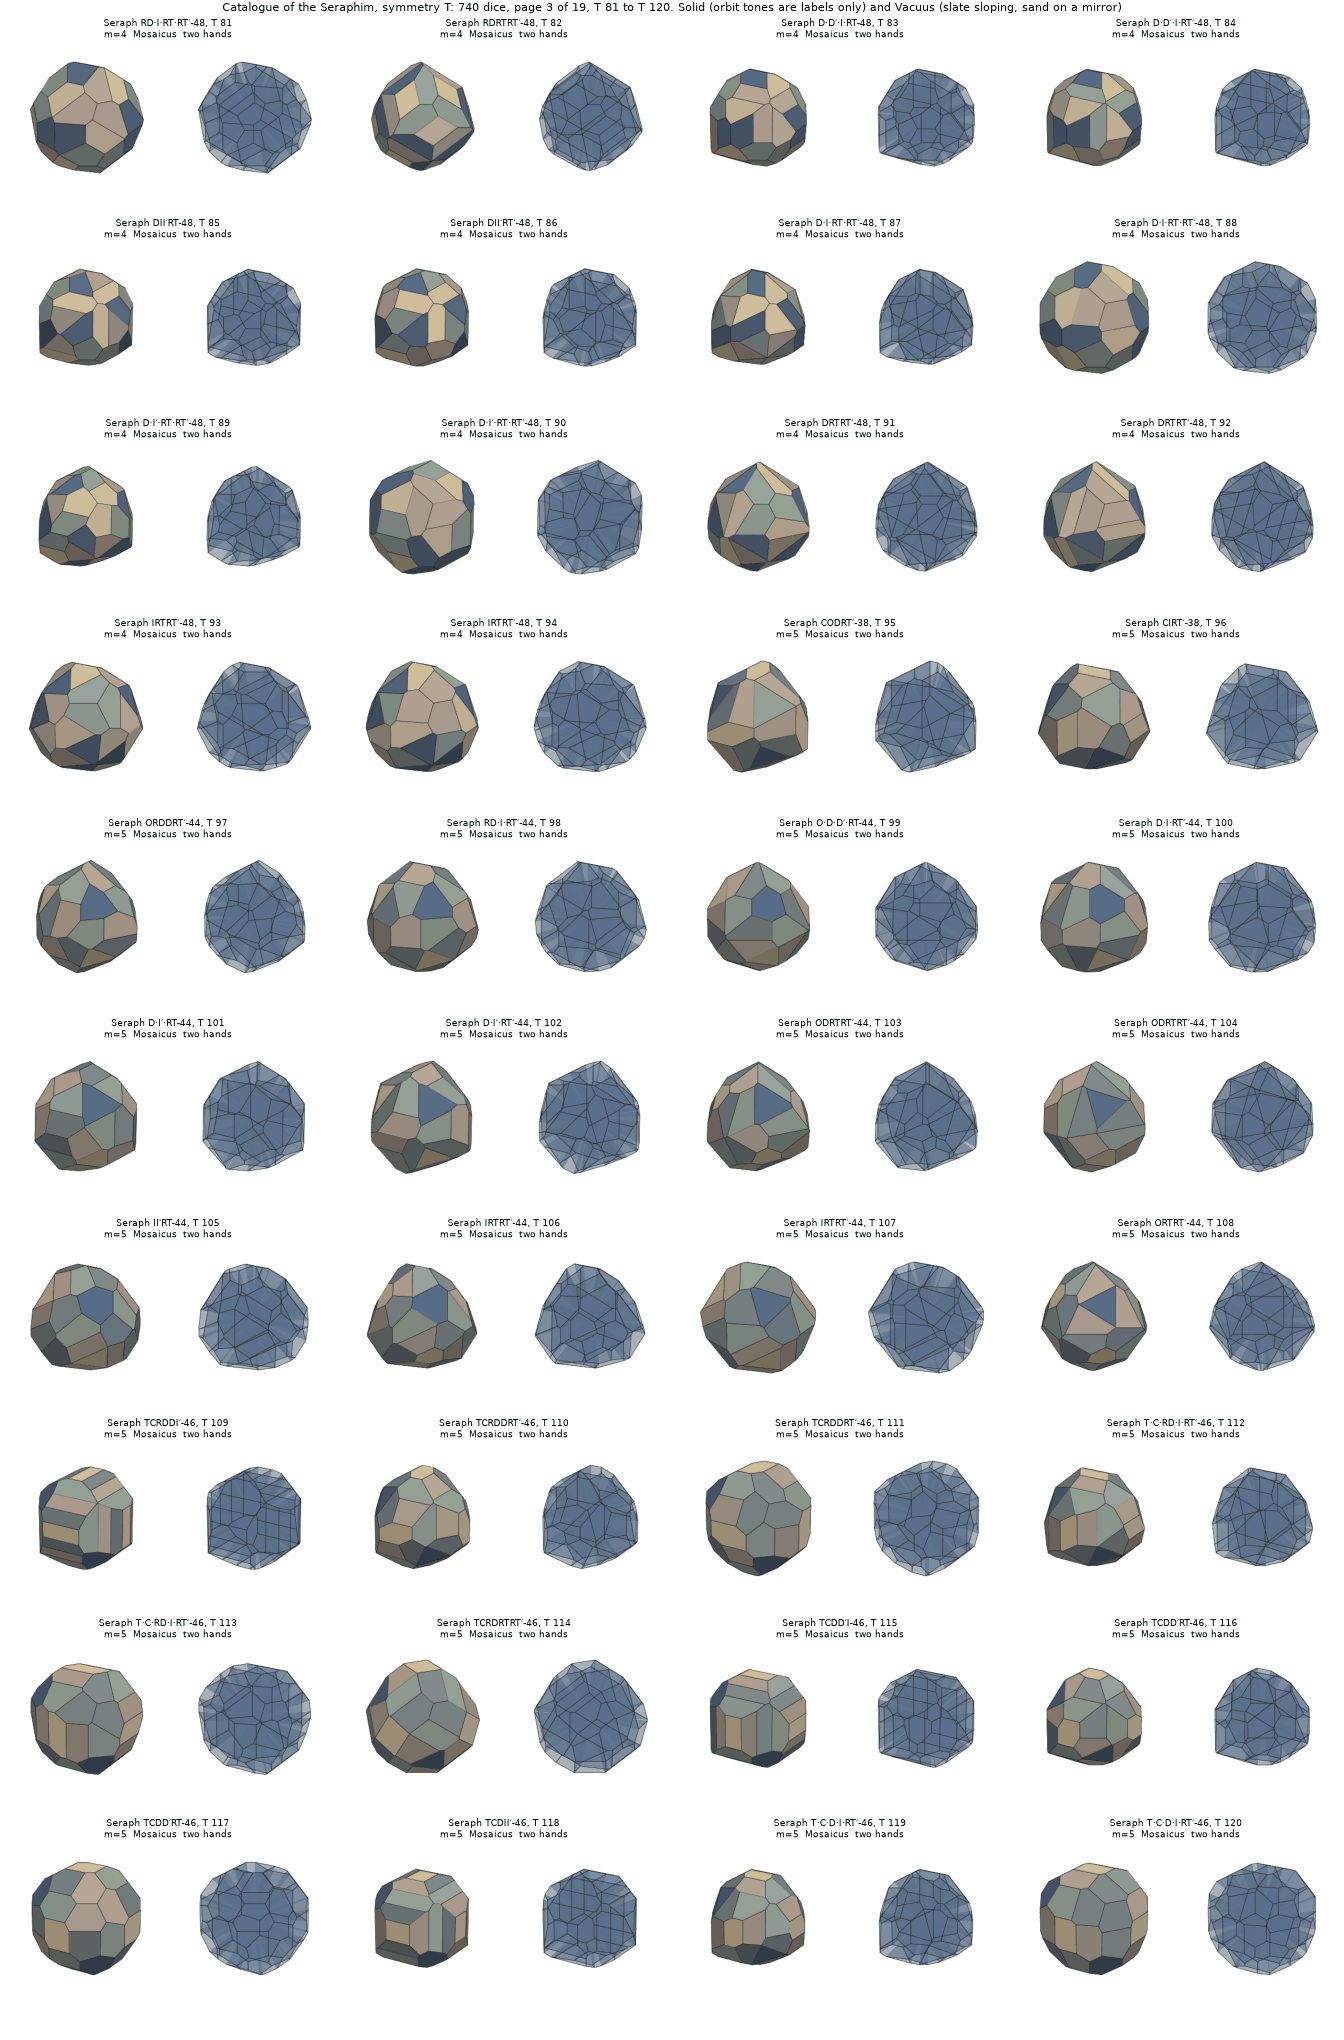 Catalogue of the Seraphim, symmetry T: 740 dice, page 3 of 19, T 81 to T 120. Solid (orbit tones are labels only) and Vacuus (slate sloping, sand on a mirror)
Seraph RD·I·RT·RT′-48, T 81
m=4  Mosaicus  two hands
Seraph RDRTRT′-48, T 82
m=4  Mosaicus  two hands
Seraph D·D′·I·RT-48, T 83
m=4  Mosaicus  two hands
Seraph D·D′·I·RT′-48, T 84
m=4  Mosaicus  two hands
Seraph DII′RT-48, T 85
m=4  Mosaicus  two hands
Seraph DII′RT′-48, T 86
m=4  Mosaicus  two hands
Seraph D·I·RT·RT′-48, T 87
m=4  Mosaicus  two hands
Seraph D·I·RT·RT′-48, T 88
m=4  Mosaicus  two hands
Seraph D·I′·RT·RT′-48, T 89
m=4  Mosaicus  two hands
Seraph D·I′·RT·RT′-48, T 90
m=4  Mosaicus  two hands
Seraph DRTRT′-48, T 91
m=4  Mosaicus  two hands
Seraph DRTRT′-48, T 92
m=4  Mosaicus  two hands
Seraph IRTRT′-48, T 93
m=4  Mosaicus  two hands
Seraph IRTRT′-48, T 94
m=4  Mosaicus  two hands
Seraph CODRT′-38, T 95
m=5  Mosaicus  two hands
Seraph CIRT′-38, T 96
m=5  Mosaicus  two hands
Seraph ORDDRT′-44, T 97
m=5  Mosaicus  two hands
Seraph RD·I·RT′-44, T 98
m=5  Mosaicus  two hands
Seraph O·D·D′·RT-44, T 99
m=5  Mosaicus  two hands
Seraph D·I·RT′-44, T 100
m=5  Mosaicus  two hands
Seraph D·I′·RT-44, T 101
m=5  Mosaicus  two hands
Seraph D·I′·RT′-44, T 102
m=5  Mosaicus  two hands
Seraph ODRTRT′-44, T 103
m=5  Mosaicus  two hands
Seraph ODRTRT′-44, T 104
m=5  Mosaicus  two hands
Seraph II′RT-44, T 105
m=5  Mosaicus  two hands
Seraph IRTRT′-44, T 106
m=5  Mosaicus  two hands
Seraph IRTRT′-44, T 107
m=5  Mosaicus  two hands
Seraph ORTRT′-44, T 108
m=5  Mosaicus  two hands
Seraph TCRDDI′-46, T 109
m=5  Mosaicus  two hands
Seraph TCRDDRT′-46, T 110
m=5  Mosaicus  two hands
Seraph TCRDDRT′-46, T 111
m=5  Mosaicus  two hands
Seraph T·C·RD·I·RT′-46, T 112
m=5  Mosaicus  two hands
Seraph T·C·RD·I·RT′-46, T 113
m=5  Mosaicus  two hands
Seraph TCRDRTRT′-46, T 114
m=5  Mosaicus  two hands
Seraph TCDD′I-46, T 115
m=5  Mosaicus  two hands
Seraph TCDD′RT-46, T 116
m=5  Mosaicus  two hands
Seraph TCDD′RT-46, T 117
m=5  Mosaicus  two hands
Seraph TCDII′-46, T 118
m=5  Mosaicus  two hands
Seraph T·C·D·I·RT′-46, T 119
m=5  Mosaicus  two hands
Seraph T·C·D·I·RT′-46, T 120
m=5  Mosaicus  two hands